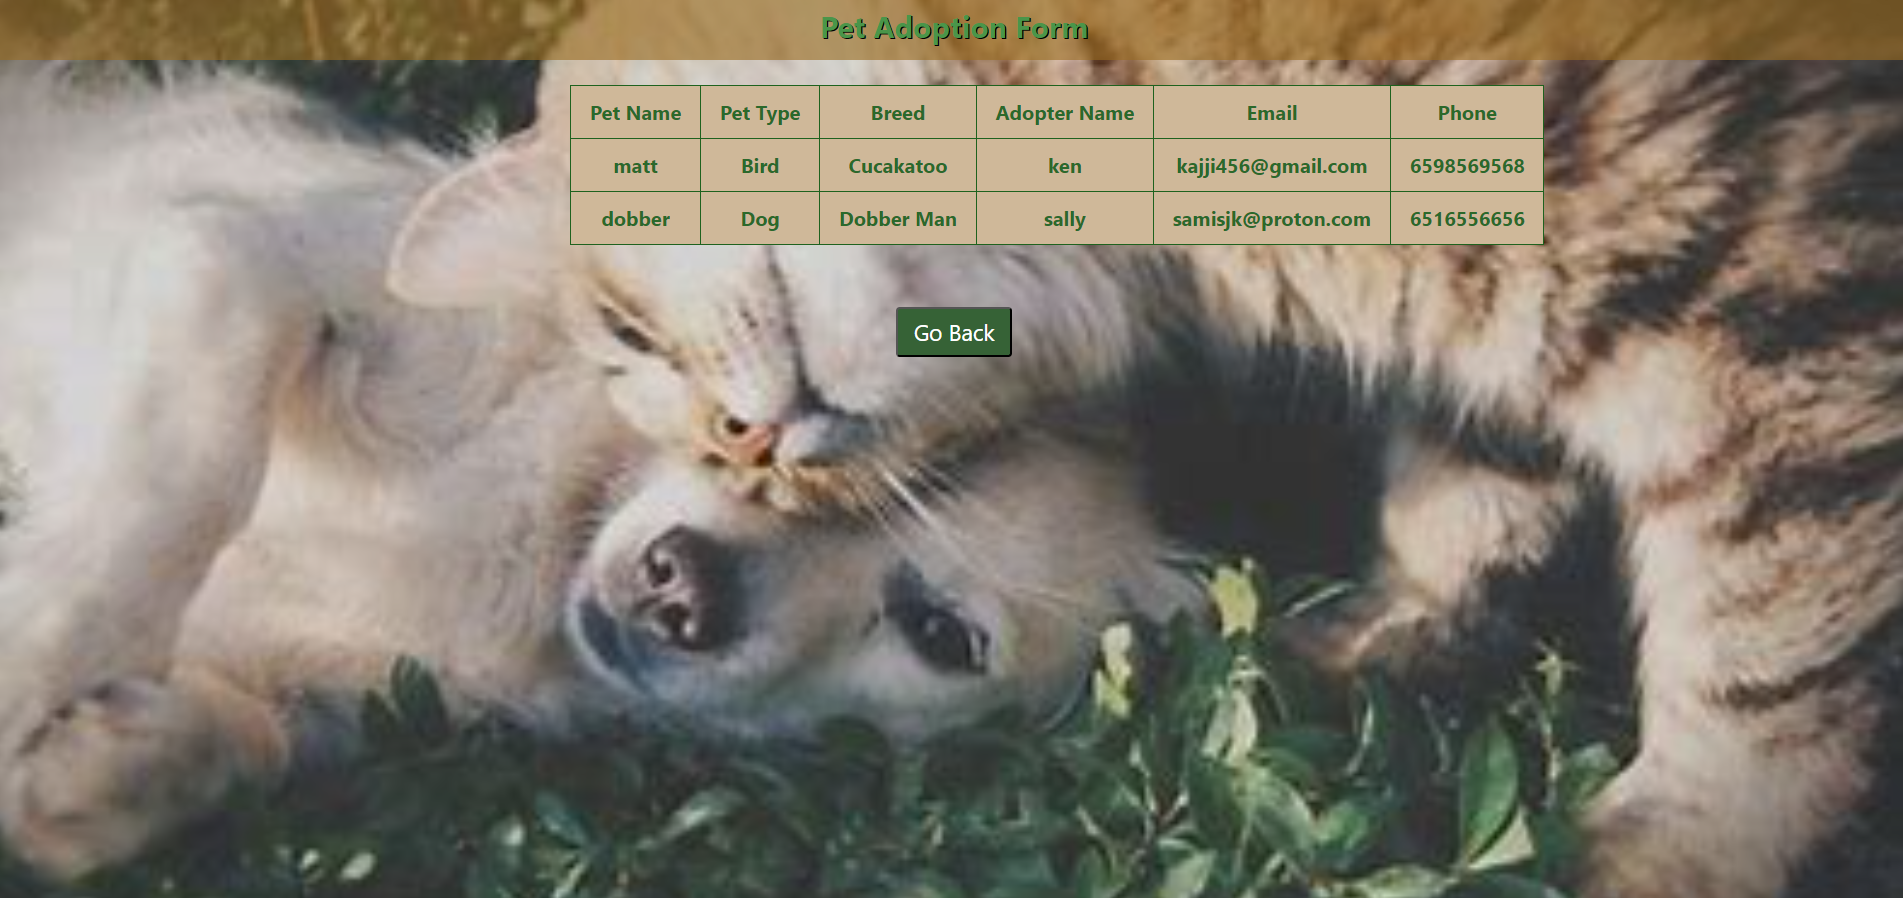 Pet Adoption Form
Pet Name Pet Type Breed Adopter Name Email Phone
matt Bird Cucakatoo ken kajji456@gmail.com 6598569568
dobber Dog Dobber Man sally samisjk@proton.com 6516556656
Go Back